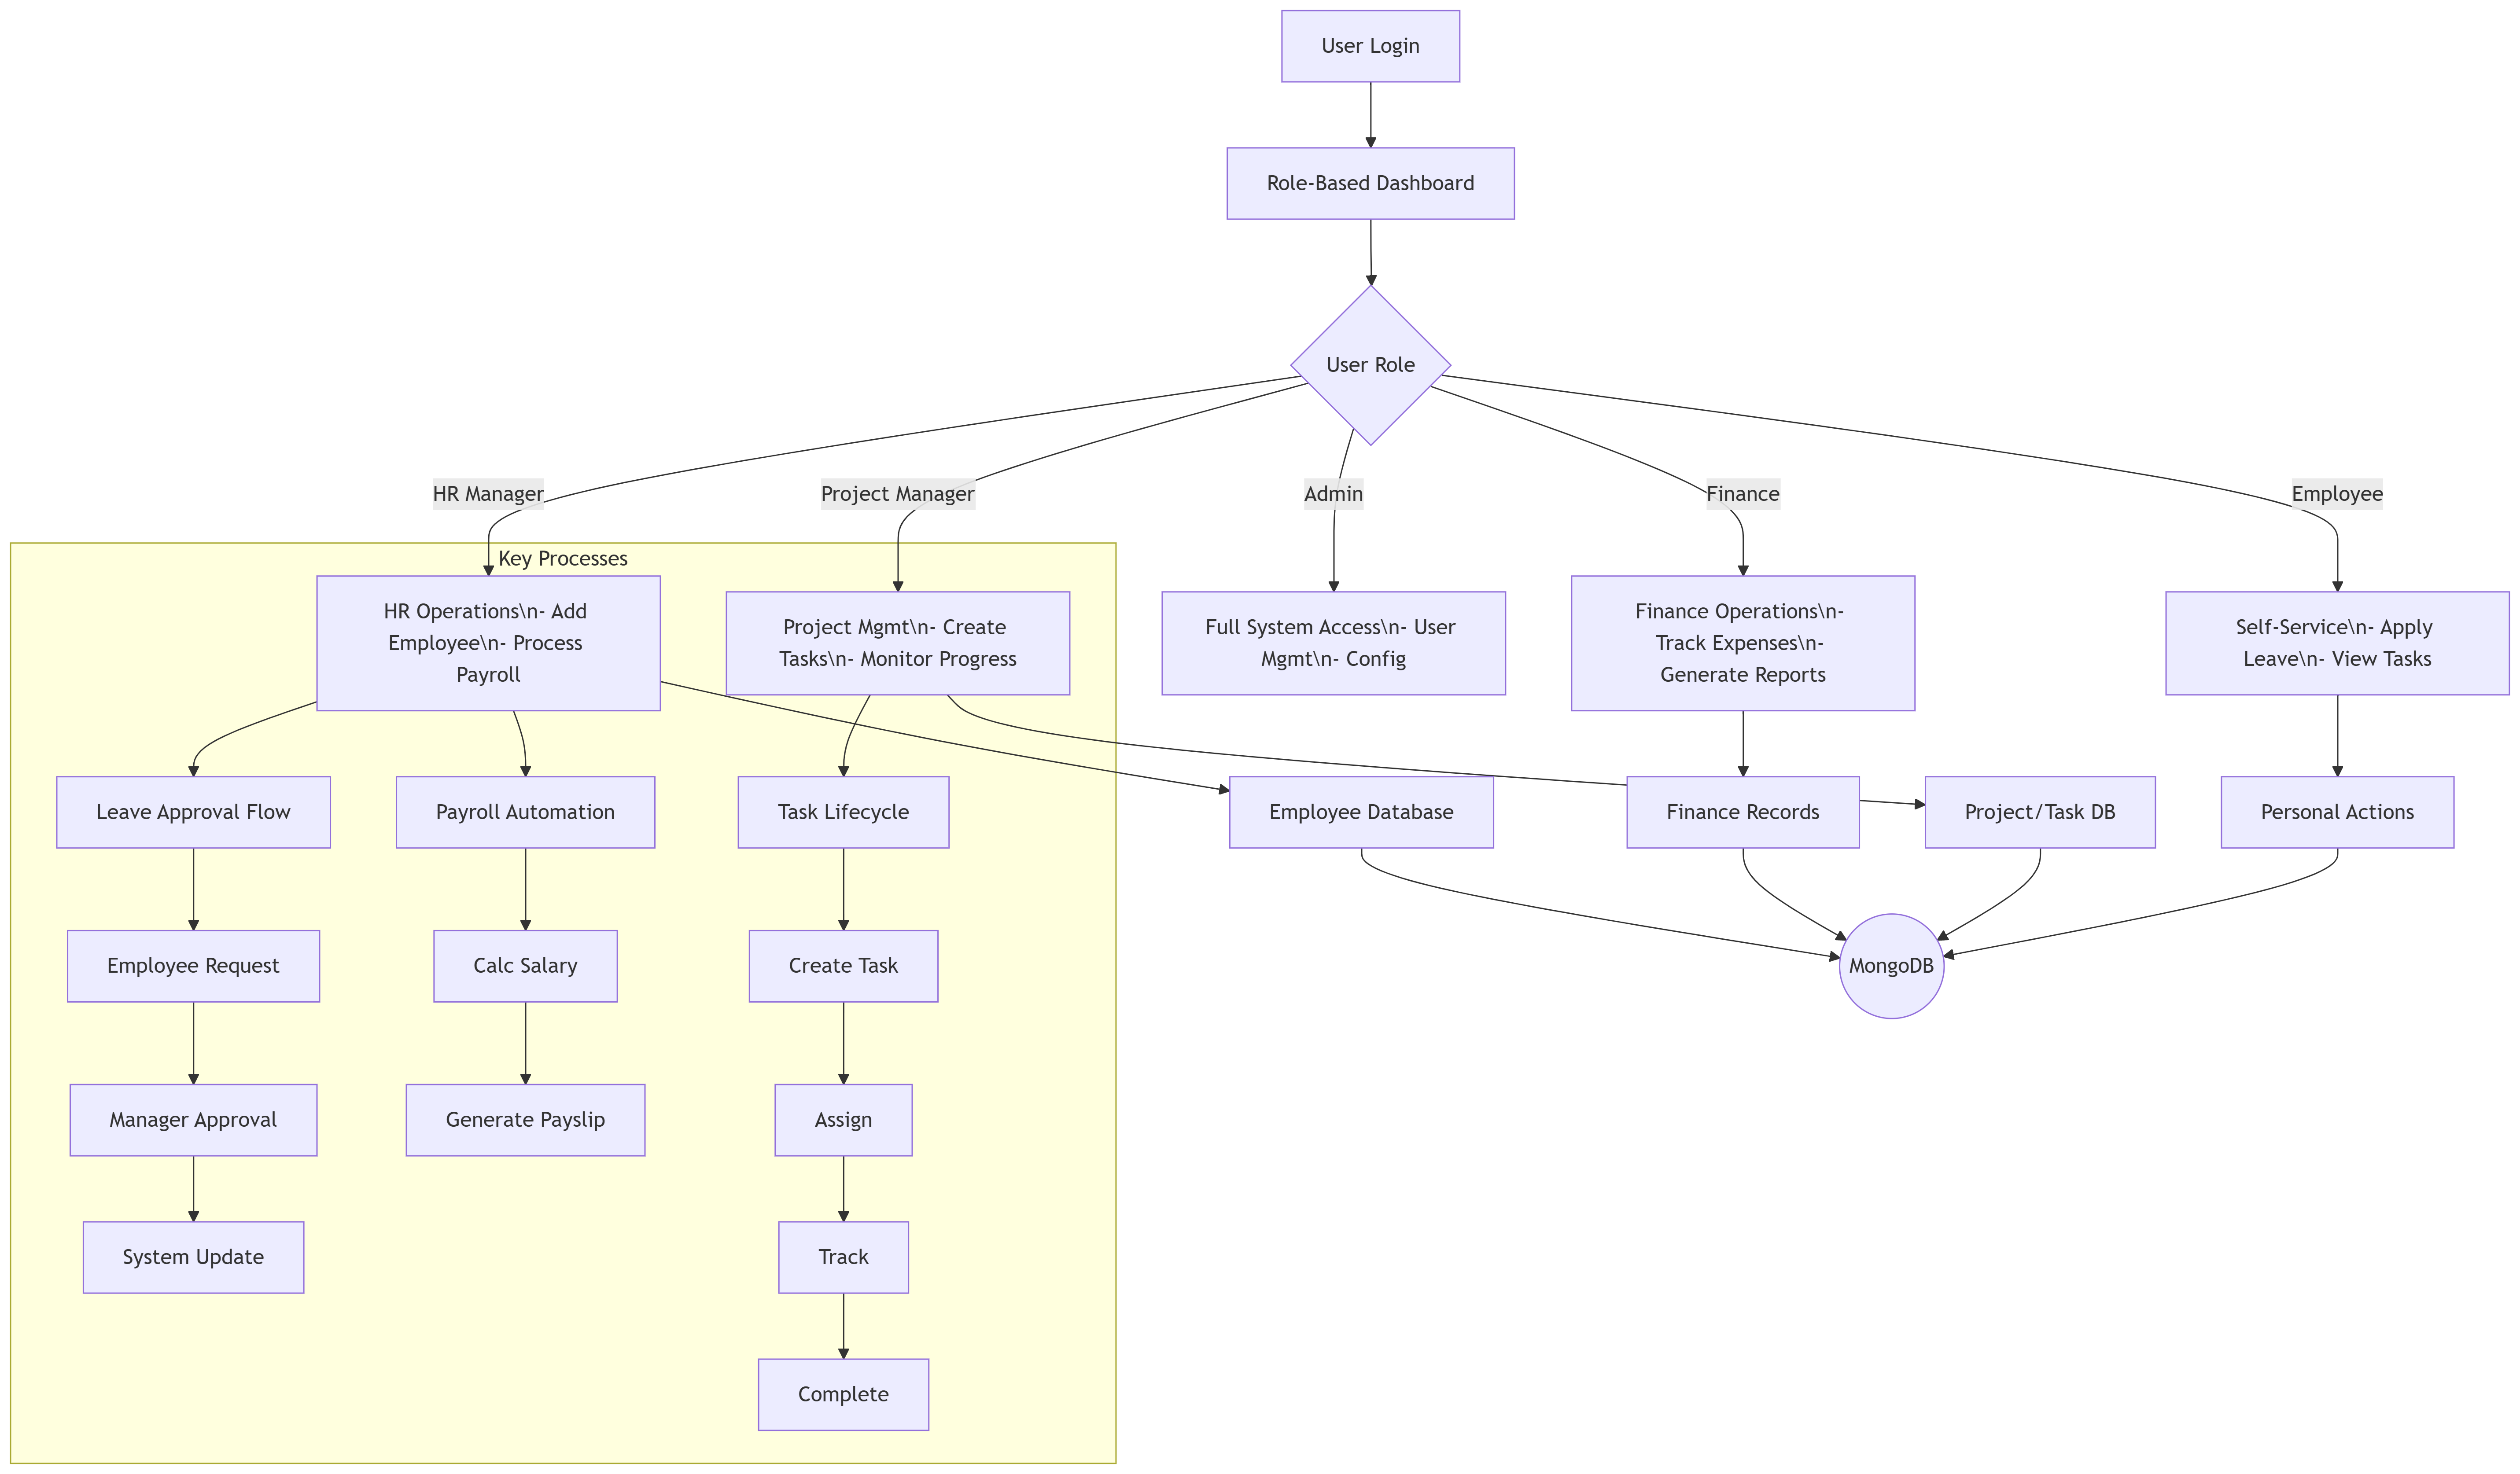 User Login
Role-Based Dashboard
User Role
HR Manager
Project Manager
Admin
Finance
Employee
Key Processes
HR Operations\n- Add
Employee\n- Process
Payroll
Project Mgmt\n- Create
Tasks\n- Monitor Progress
Full System Access\n- User
Mgmt\n- Config
Finance Operations\n-
Track Expenses\n-
Generate Reports
Self-Service\n- Apply
Leave\n- View Tasks
Leave Approval Flow
Payroll Automation
Task Lifecycle
Employee Database
Finance Records
Project/Task DB
Personal Actions
Employee Request
Calc Salary
Create Task
MongoDB
Manager Approval
Generate Payslip
Assign
System Update
Track
Complete